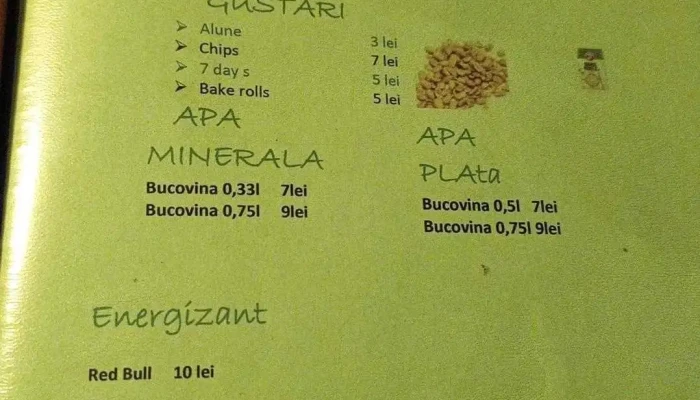 GUSTARI
➢ Alune 3 lei
➢ Chips 7 lei
➢ 7 day s 5 lei
➢ Bake rolls 5 lei
APA
MINERALA
Bucovina 0,33l 7lei
Bucovina 0,75l 9lei
APA
PLAta
Bucovina 0,5l 7lei
Bucovina 0,75l 9lei
Energizant
Red Bull 10 lei